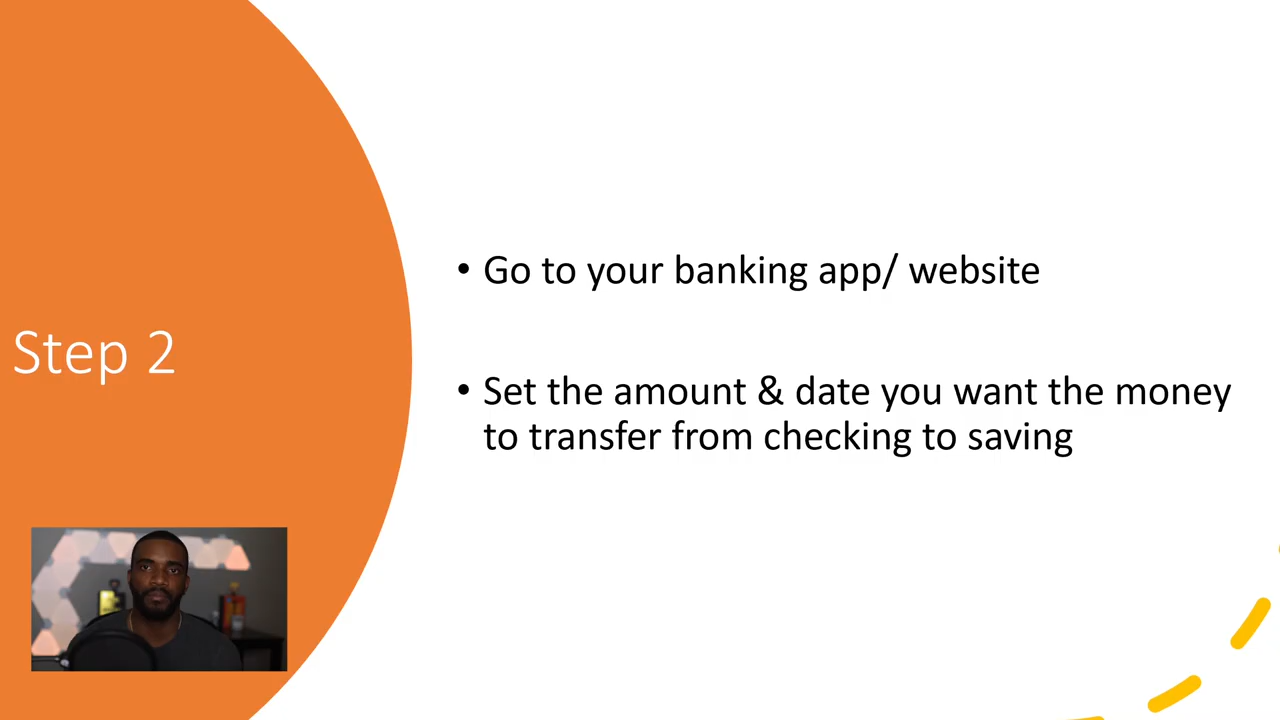 Step 2
• Go to your banking app/ website
• Set the amount & date you want the money
to transfer from checking to saving